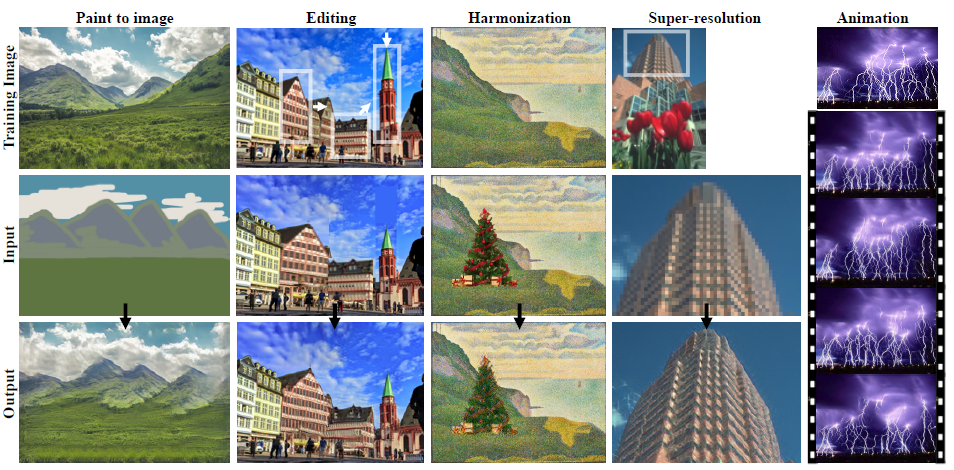 Paint to image
Editing
Harmonization
Super-resolution
Animation
Training Image
Input
Output